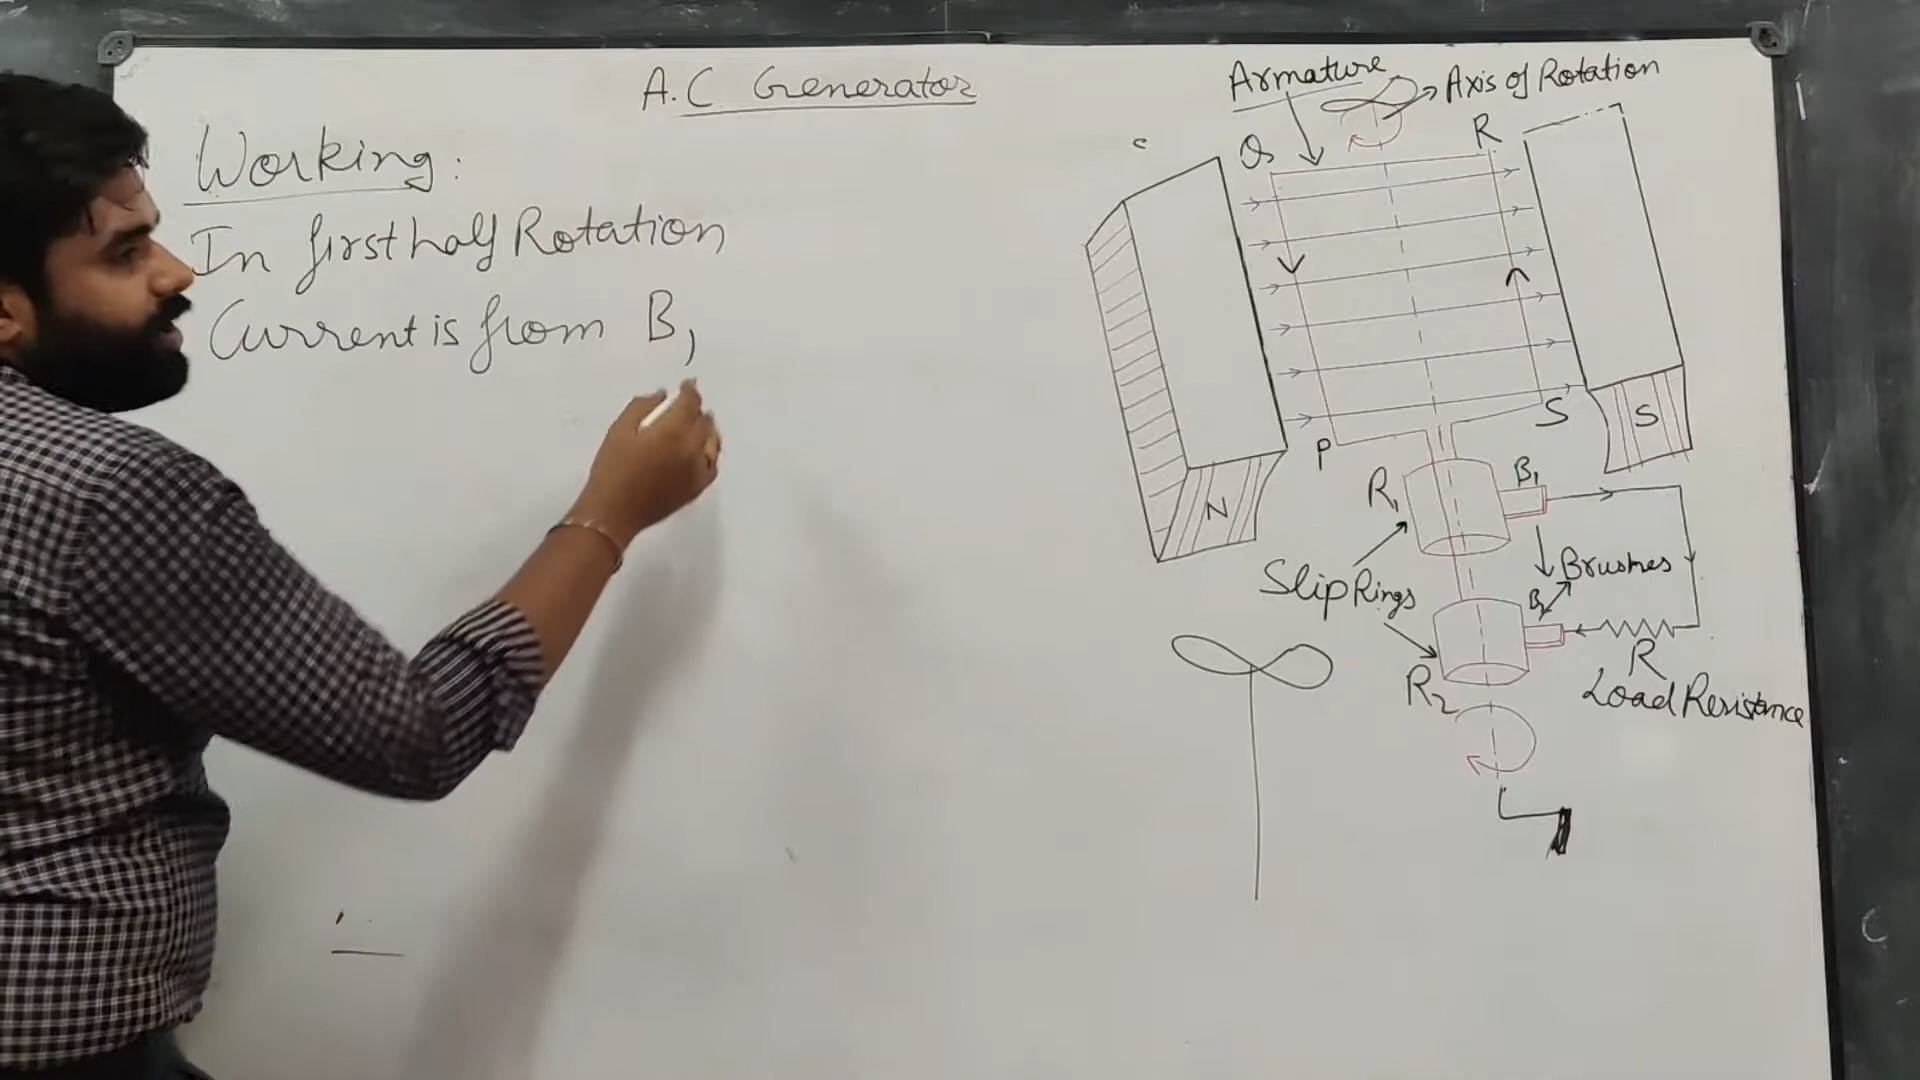 A.C Generator
Working:
In first half Rotation
Current is from B1
Armature
Axis of Rotation
Q
R
P
S
N
S
R1
B1
Brushes
Slip Rings
B2
R2
R
Load Resistance